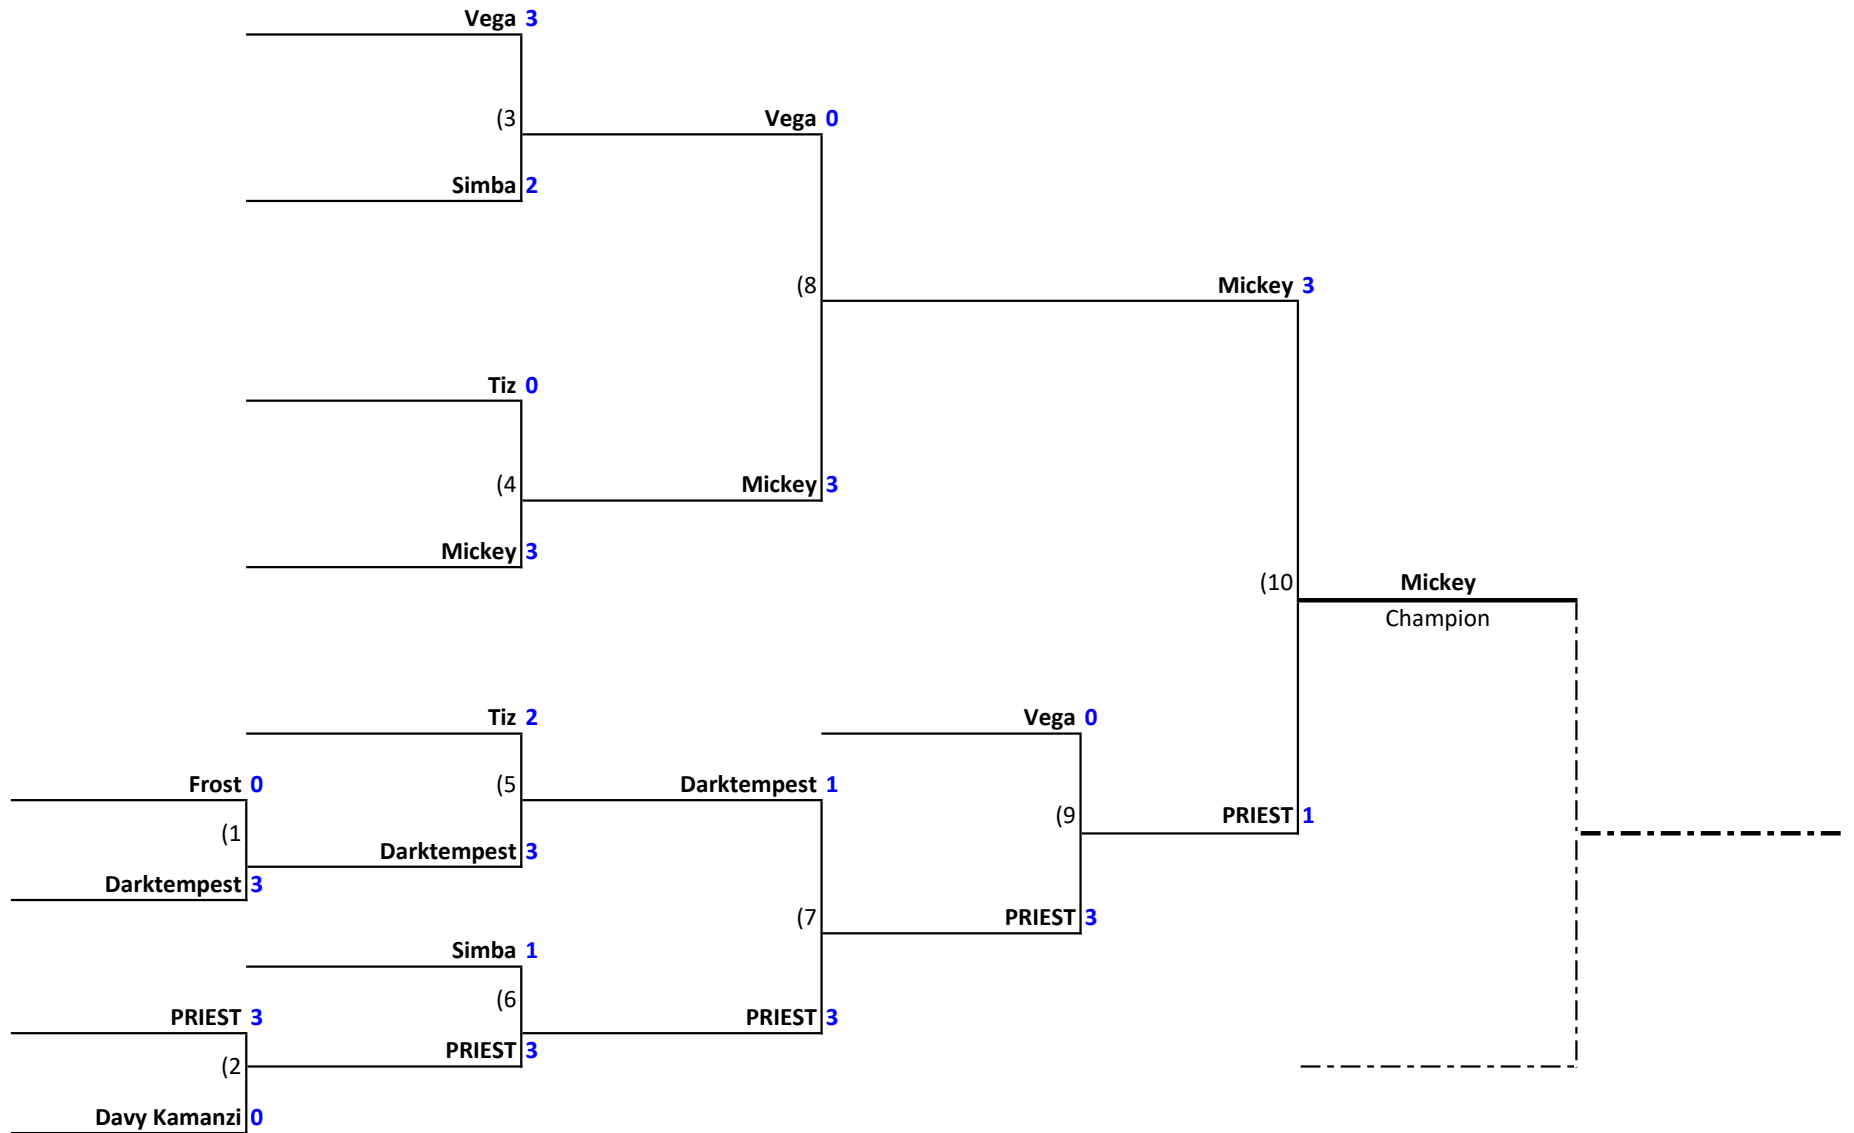 Vega 3
(3
Vega 0
Simba 2
(8
Mickey 3
Tiz 0
(4
Mickey 3
Mickey 3
(10
Mickey
Champion
Tiz 2
Vega 0
Frost 0
(5
Darktempest 1
(9
PRIEST 1
(1
Darktempest 3
Darktempest 3
(7
PRIEST 3
Simba 1
(6
PRIEST 3
PRIEST 3
PRIEST 3
(2
Davy Kamanzi 0